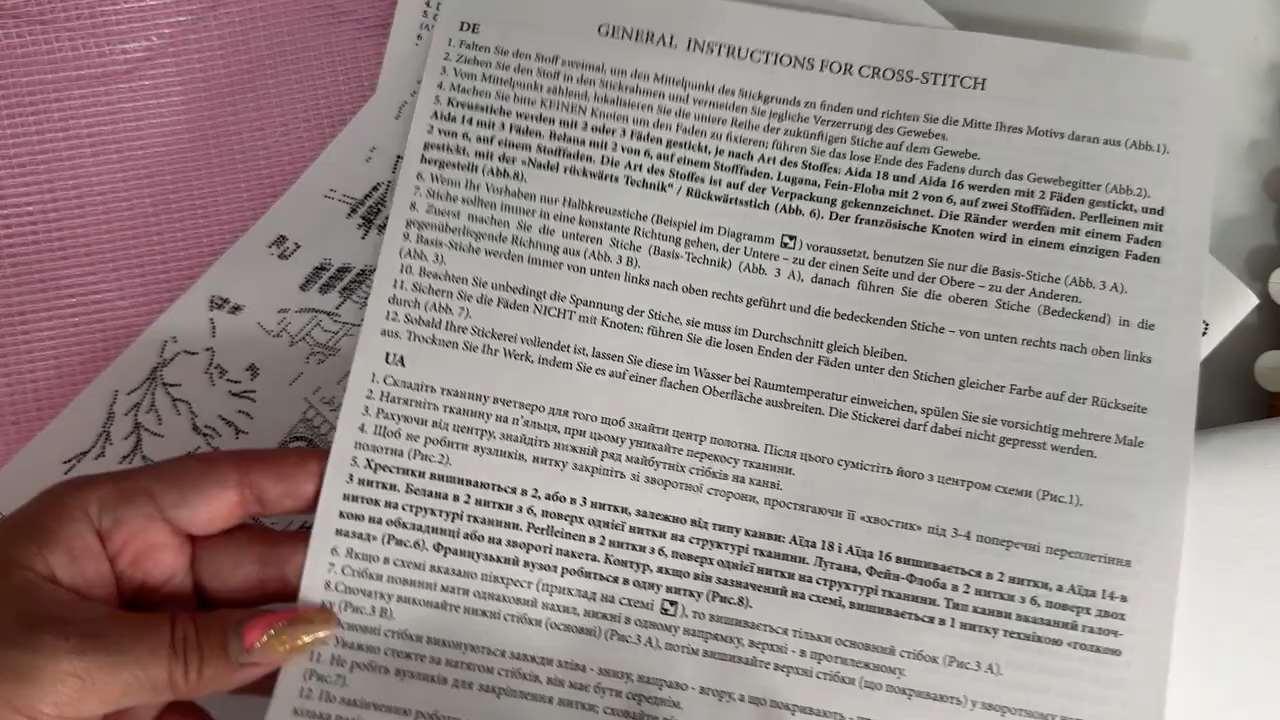 GENERAL INSTRUCTIONS FOR CROSS-STITCH
DE
1. Falten Sie den Stoff zweimal, um den Mittelpunkt des Stickgrunds zu finden und richten Sie die Mitte Ihres Motivs daran aus (Abb.1).
2. Ziehen Sie den Stoff in den Stickrahmen und vermeiden Sie jegliche Verzerrung des Gewebes.
3. Vom Mittelpunkt zählend, lokalisieren Sie die untere Reihe der zukünftigen Stiche auf dem Gewebe.
4. Machen Sie bitte KEINEN Knoten um den Faden zu fixieren; führen Sie das lose Ende des Fadens durch das Gewebegitter (Abb.2).
5. Kreuzstiche werden mit 2 oder 3 Fäden gestickt, je nach Art des Stoffes: Aida 18 und Aida 16 werden mit 2 Fäden gestickt, und
Aida 14 mit 3 Fäden. Belana mit 2 von 6, auf einem Stofffaden. Lugana, Fein-Floba mit 2 von 6, auf zwei Stofffäden. Perlleinen mit
2 von 6, auf einem Stofffaden. Die Art des Stoffes ist auf der Verpackung gekennzeichnet. Die Ränder werden mit einem Faden
gestickt, mit der «Nadel rückwärts Technik“ / Rückwärtsstich (Abb. 6). Der französische Knoten wird in einem einzigen Faden
hergestellt (Abb.8).
6. Wenn Ihr Vorhaben nur Halbkreuzstiche (Beispiel im Diagramm ) voraussetzt, benutzen Sie nur die Basis-Stiche (Abb. 3 A).
7. Stiche sollten immer in eine konstante Richtung gehen, der Untere – zu der einen Seite und der Obere – zu der Anderen.
8. Zuerst machen Sie die unteren Stiche (Basis-Technik) (Abb. 3 A), danach führen Sie die oberen Stiche (Bedeckend) in die
gegenüberliegende Richtung aus (Abb. 3 B).
9. Basis-Stiche werden immer von unten links nach oben rechts geführt und die bedeckenden Stiche – von unten rechts nach oben links
(Abb. 3).
10. Beachten Sie unbedingt die Spannung der Stiche, sie muss im Durchschnitt gleich bleiben.
11. Sichern Sie die Fäden NICHT mit Knoten; führen Sie die losen Enden der Fäden unter den Stichen gleicher Farbe auf der Rückseite
durch (Abb. 7).
12. Sobald Ihre Stickerei vollendet ist, lassen Sie diese im Wasser bei Raumtemperatur einweichen, spülen Sie sie vorsichtig mehrere Male
aus. Trocknen Sie Ihr Werk, indem Sie es auf einer flachen Oberfläche ausbreiten. Die Stickerei darf dabei nicht gepresst werden.
UA
1. Складіть тканину вчетверо для того щоб знайти центр полотна. Після цього сумістіть його з центром схеми (Рис.1).
2. Натягніть тканину на п’яльця, при цьому уникайте перекосу тканини.
3. Рахуючи від центру, знайдіть нижній ряд майбутніх стібків на канві.
4. Щоб не робити вузликів, нитку закріпіть зі зворотної сторони, простягаючи її «хвостик» під 3-4 поперечні переплетіння
полотна (Рис.2).
5. Хрестики вишиваються в 2, або в 3 нитки, залежно від типу канви: Аїда 18 і Аїда 16 вишивається в 2 нитки, а Аїда 14-в
3 нитки. Белана в 2 нитки з 6, поверх однієї нитки на структурі тканини. Лугана, Фейн-Флоба в 2 нитки з 6, поверх двох
ниток на структурі тканини. Perlleinen в 2 нитки з 6, поверх однієї нитки на структурі тканини. Тип канви вказаний галоч-
кою на обкладинці або на звороті пакета. Контур, якщо він зазначений на схемі, вишивається в 1 нитку технікою «голкою
назад» (Рис.6). Французький вузол робиться в одну нитку (Рис.8).
6. Якщо в схемі вказано півхрест (приклад на схемі ), то вишивається тільки основний стібок (Рис.3 А).
7. Стібки повинні мати однаковий нахил, нижні в одному напрямку, верхні - в протилежному.
8.Спочатку виконайте нижні стібки (основні) (Рис.3 А), потім вишивайте верхні стібки (що покривають) у зворотному
(Рис.3 В).
основні стібки виконуються завжди зліва - знизу, направо - вгору, а що покривають -
Уважно стежте за натягом стібків, він має бути середнім.
11. Не робіть вузликів для закріплення нитки; сховайте
(Рис.7).
12. По закінченню
кілька